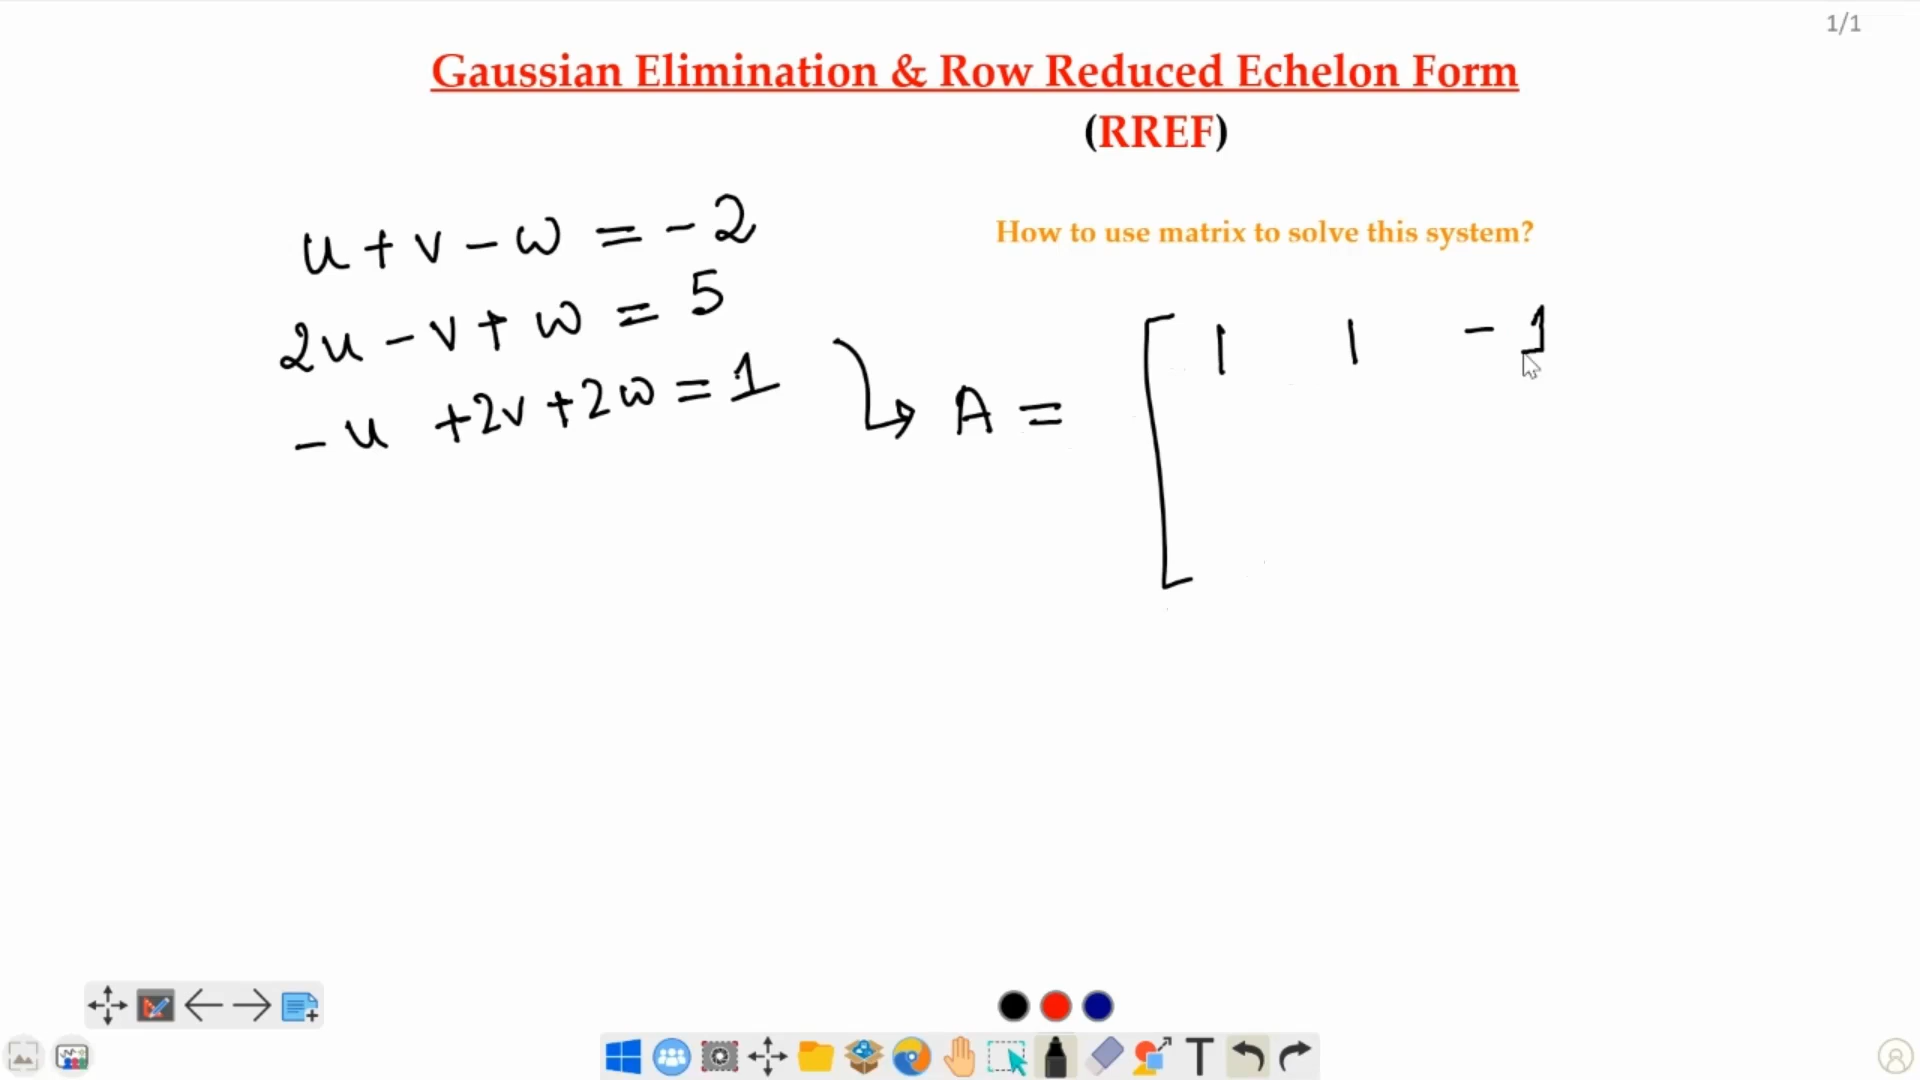 1/1
Gaussian Elimination & Row Reduced Echelon Form
(RREF)
u + v - w = -2
How to use matrix to solve this system?
2u - v + w = 5
-u +2v +2w = 1
A = [ 1 1 -1
T